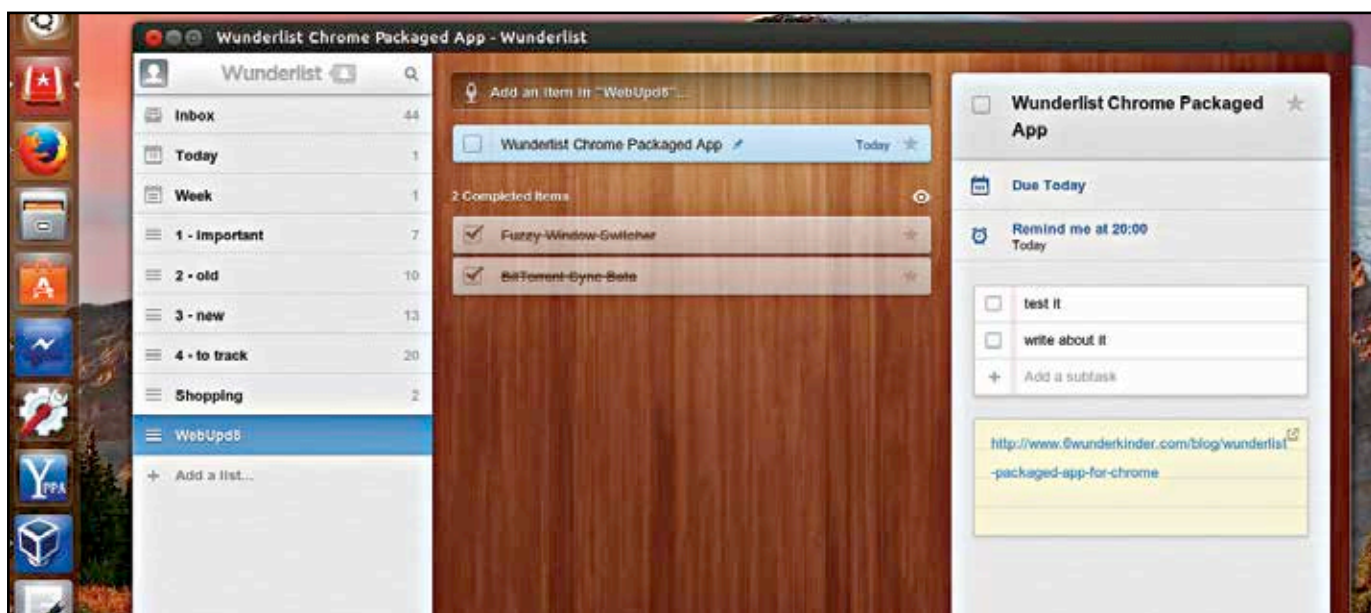 Wunderlist Chrome Packaged App - Wunderlist
Wunderlist
Inbox 44
Today 1
Week 1
1 - important 7
2 - old 10
3 - new 13
4 - to track 20
Shopping 2
WebUpd8
+ Add a list...
Add an item in "WebUpd8"...
Wunderlist Chrome Packaged App Today
2 Completed Items
Fuzzy Window Switcher
BitTorrent Sync Beta
Wunderlist Chrome Packaged
App
Due Today
Remind me at 20:00
Today
test it
write about it
+ Add a subtask
http://www.6wunderkinder.com/blog/wunderlist
-packaged-app-for-chrome
A
Y PPA